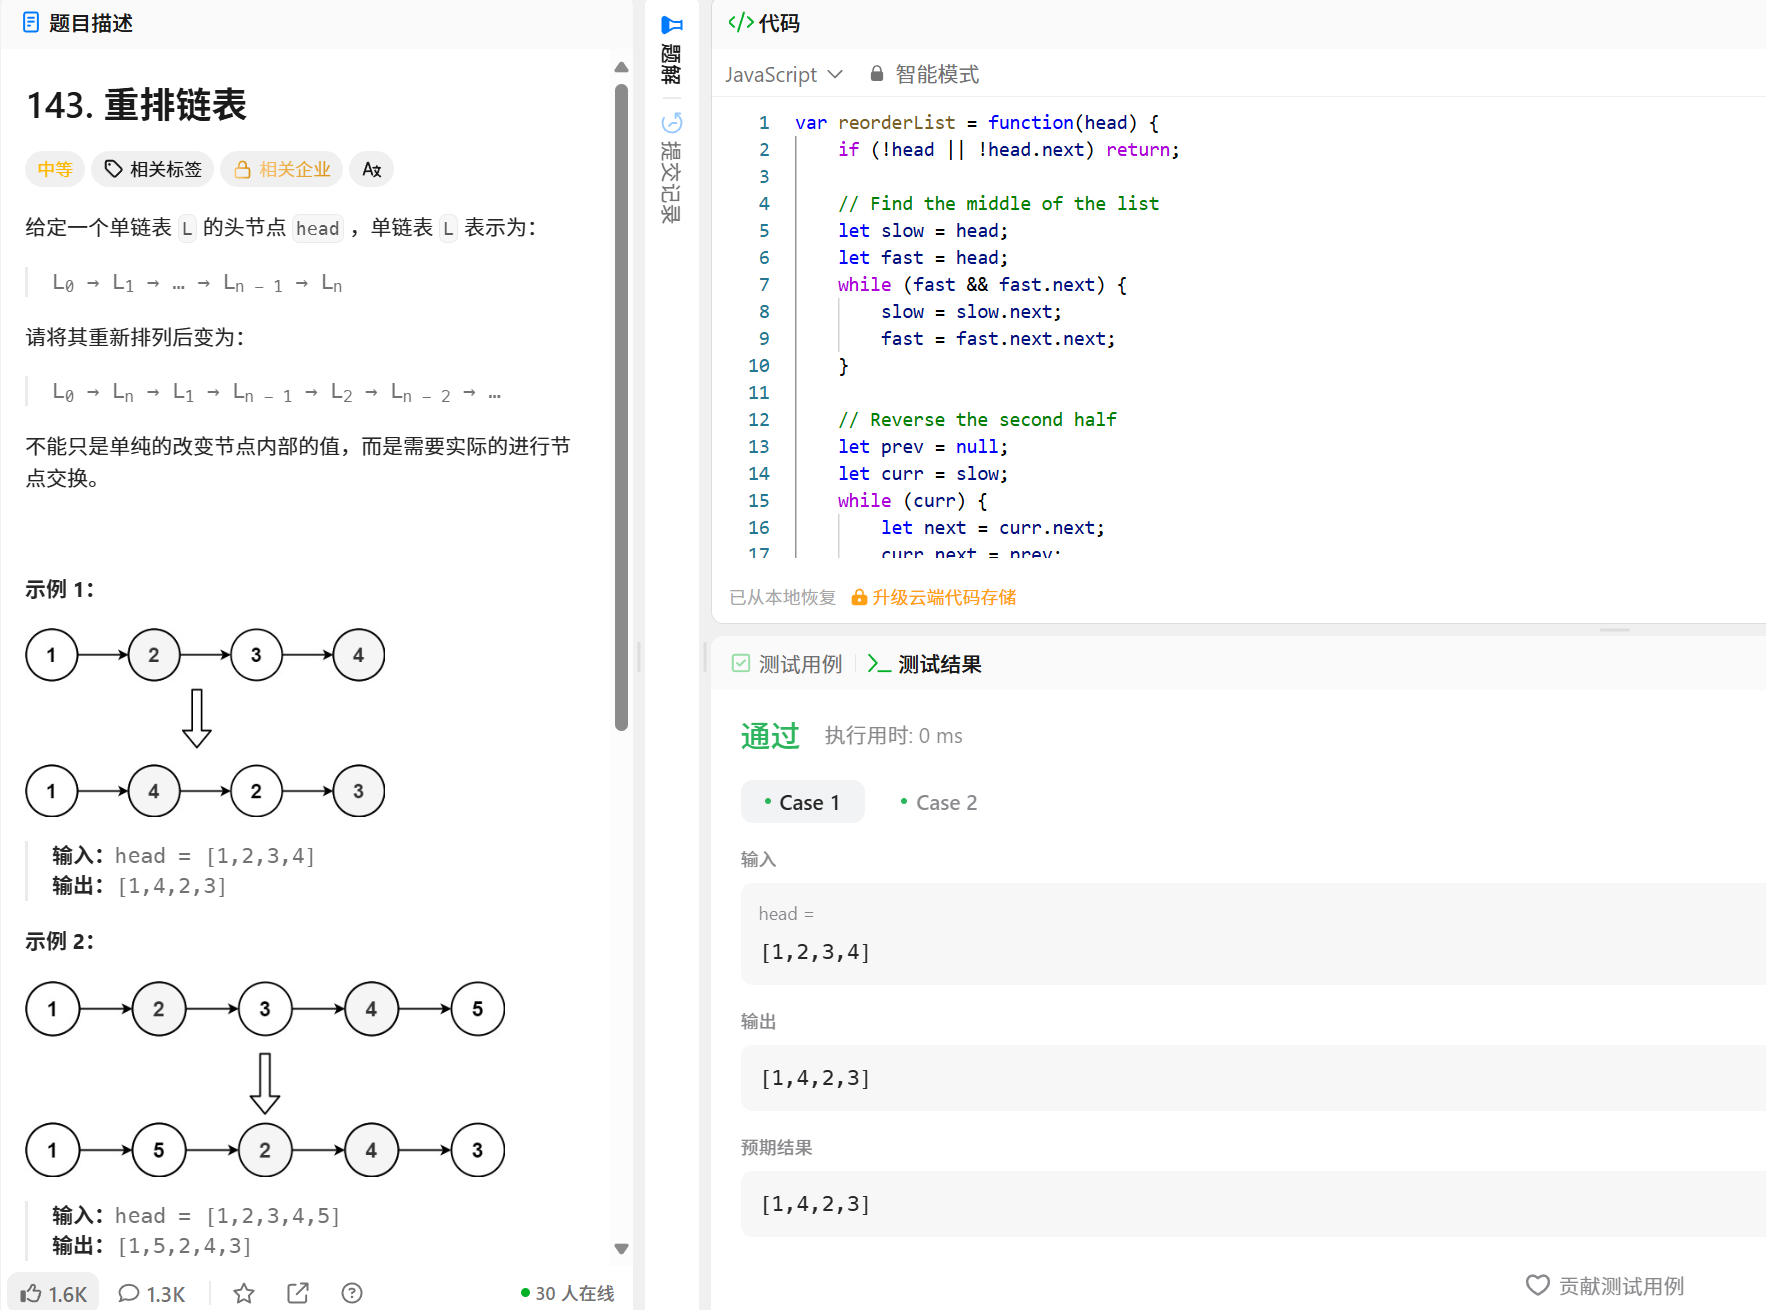 题目描述
143. 重排链表
中等 相关标签 相关企业 Aあ
给定一个单链表 L 的头节点 head ，单链表 L 表示为：
L0 → L1 → … → Ln - 1 → Ln
请将其重新排列后变为：
L0 → Ln → L1 → Ln - 1 → L2 → Ln - 2 → …
不能只是单纯的改变节点内部的值，而是需要实际的进行节
点交换。
示例 1：
1 2 3 4
1 4 2 3
输入：head = [1,2,3,4]
输出：[1,4,2,3]
示例 2：
1 2 3 4 5
1 5 2 4 3
输入：head = [1,2,3,4,5]
输出：[1,5,2,4,3]
1.6K 1.3K 30 人在线
题解
提交记录
</> 代码
JavaScript 智能模式
1 var reorderList = function(head) {
2 if (!head || !head.next) return;
3
4 // Find the middle of the list
5 let slow = head;
6 let fast = head;
7 while (fast && fast.next) {
8 slow = slow.next;
9 fast = fast.next.next;
10 }
11
12 // Reverse the second half
13 let prev = null;
14 let curr = slow;
15 while (curr) {
16 let next = curr.next;
17 curr.next = prev;
已从本地恢复 升级云端代码存储
测试用例 >_ 测试结果
通过 执行用时: 0 ms
• Case 1 • Case 2
输入
head =
[1,2,3,4]
输出
[1,4,2,3]
预期结果
[1,4,2,3]
贡献测试用例